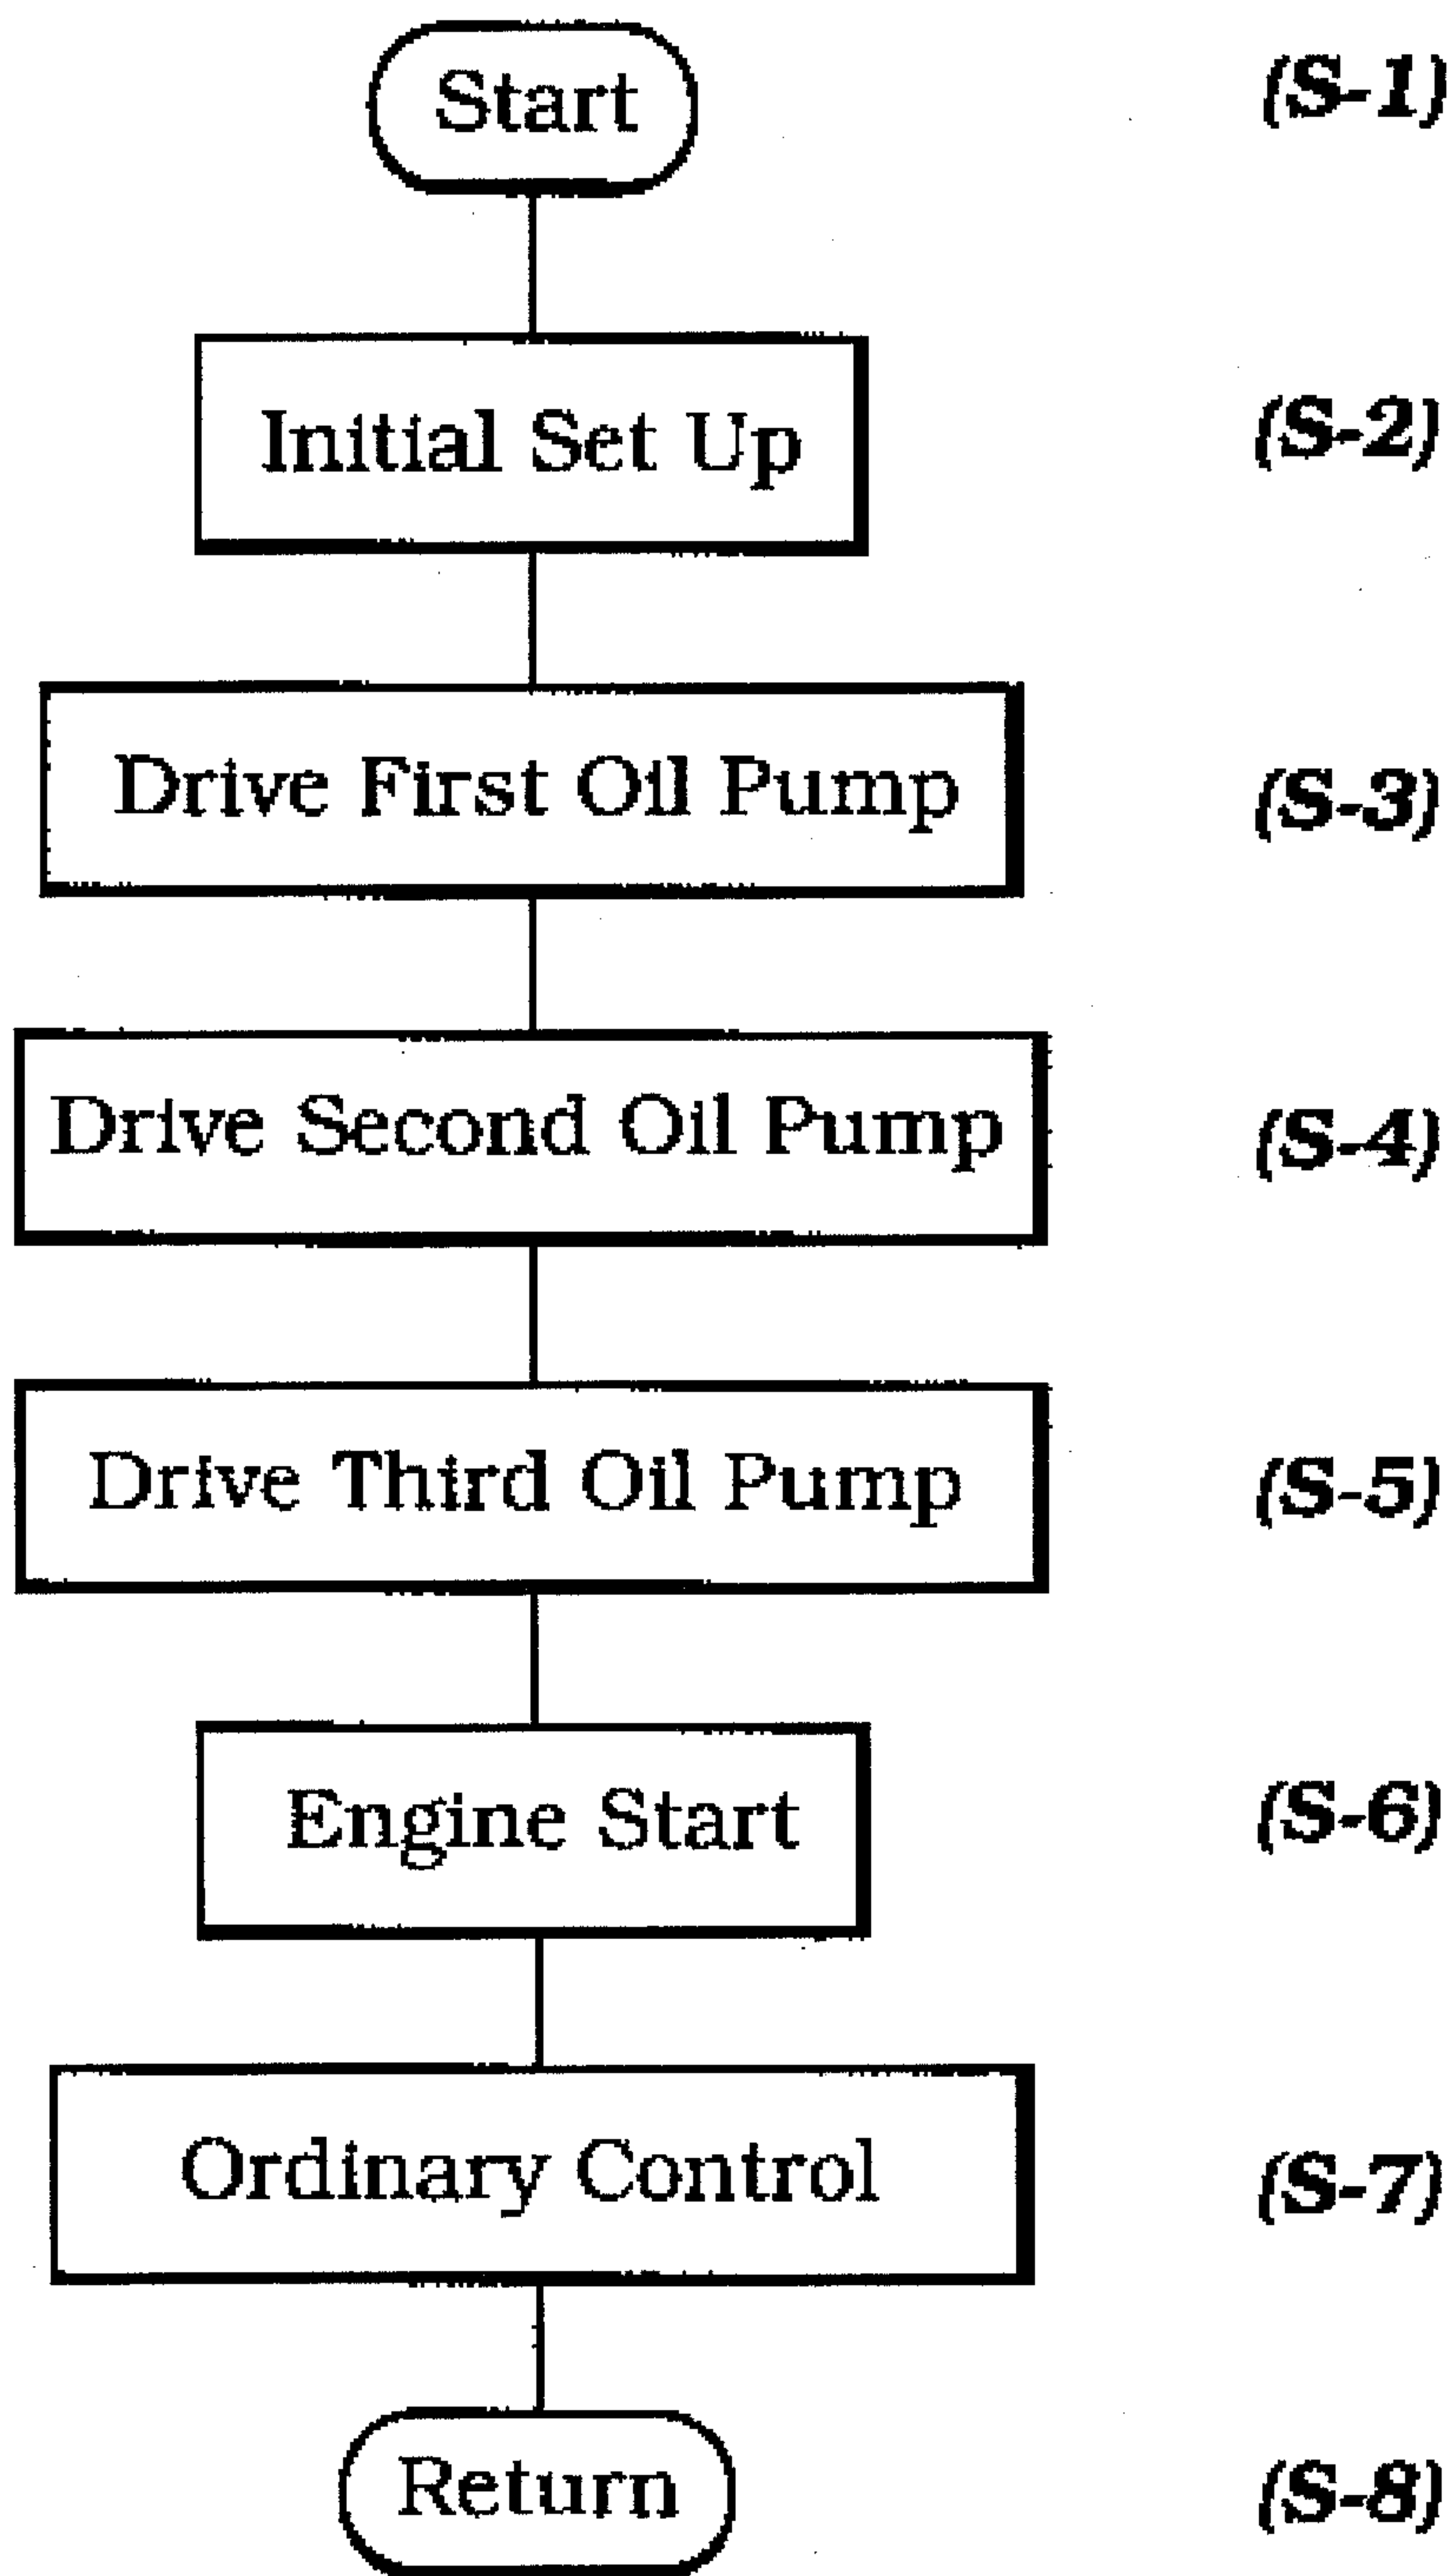 Start (S-1)
Initial Set Up (S-2)
Drive First Oil Pump (S-3)
Drive Second Oil Pump (S-4)
Drive Third Oil Pump (S-5)
Engine Start (S-6)
Ordinary Control (S-7)
Return (S-8)